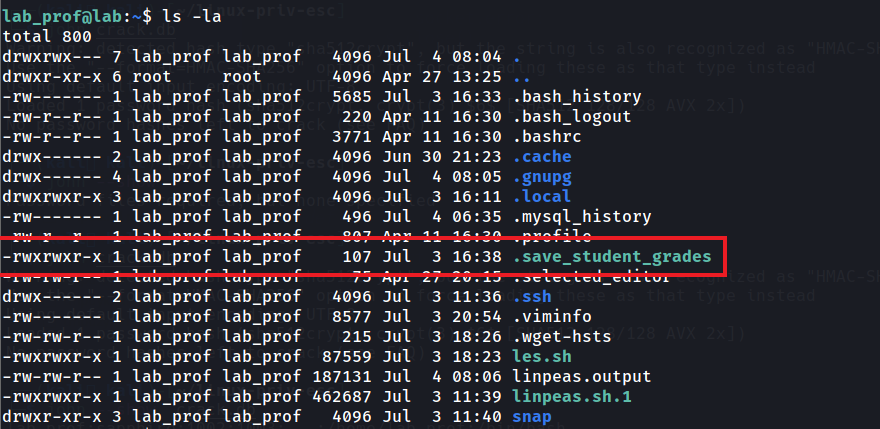 lab_prof@lab:~$ ls -la
total 800
drwxrwx--- 7 lab_prof lab_prof 4096 Jul 4 08:04 .
drwxr-xr-x 6 root root 4096 Apr 27 13:25 ..
-rw------- 1 lab_prof lab_prof 5685 Jul 3 16:33 .bash_history
-rw-r--r-- 1 lab_prof lab_prof 220 Apr 11 16:30 .bash_logout
-rw-r--r-- 1 lab_prof lab_prof 3771 Apr 11 16:30 .bashrc
drwx------ 2 lab_prof lab_prof 4096 Jun 30 21:23 .cache
drwx------ 4 lab_prof lab_prof 4096 Jul 4 08:05 .gnupg
drwxrwxr-x 3 lab_prof lab_prof 4096 Jul 3 16:11 .local
-rw------- 1 lab_prof lab_prof 496 Jul 4 06:35 .mysql_history
-rw-r--r-- 1 lab_prof lab_prof 807 Apr 11 16:30 .profile
-rwxrwxr-x 1 lab_prof lab_prof 107 Jul 3 16:38 .save_student_grades
-rw-rw-r-- 1 lab_prof lab_prof 75 Apr 27 20:15 .selected_editor
drwx------ 2 lab_prof lab_prof 4096 Jul 3 11:36 .ssh
-rw------- 1 lab_prof lab_prof 8577 Jul 3 20:54 .viminfo
-rw-rw-r-- 1 lab_prof lab_prof 215 Jul 3 18:26 .wget-hsts
-rwxrwxr-x 1 lab_prof lab_prof 87559 Jul 3 18:23 les.sh
-rw-rw-r-- 1 lab_prof lab_prof 187131 Jul 4 08:06 linpeas.output
-rwxrwxr-x 1 lab_prof lab_prof 462687 Jul 3 11:39 linpeas.sh.1
drwxr-xr-x 3 lab_prof lab_prof 4096 Jul 3 11:40 snap